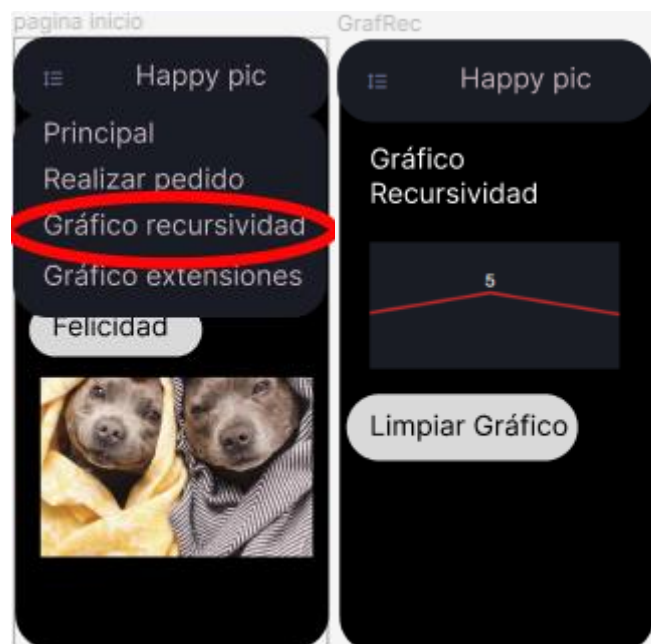 pagina inicio
Happy pic
Principal
Realizar pedido
Gráfico recursividad
Gráfico extensiones
Felicidad
GrafRec
Happy pic
Gráfico
Recursividad
5
Limpiar Gráfico